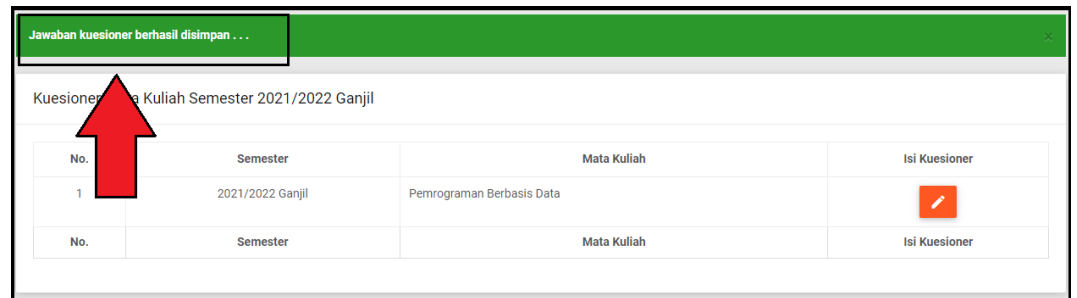 Jawaban kuesioner berhasil disimpan . . .
×
Kuesioner a Kuliah Semester 2021/2022 Ganjil
No. Semester Mata Kuliah Isi Kuesioner
1 2021/2022 Ganjil Pemrograman Berbasis Data
No. Semester Mata Kuliah Isi Kuesioner